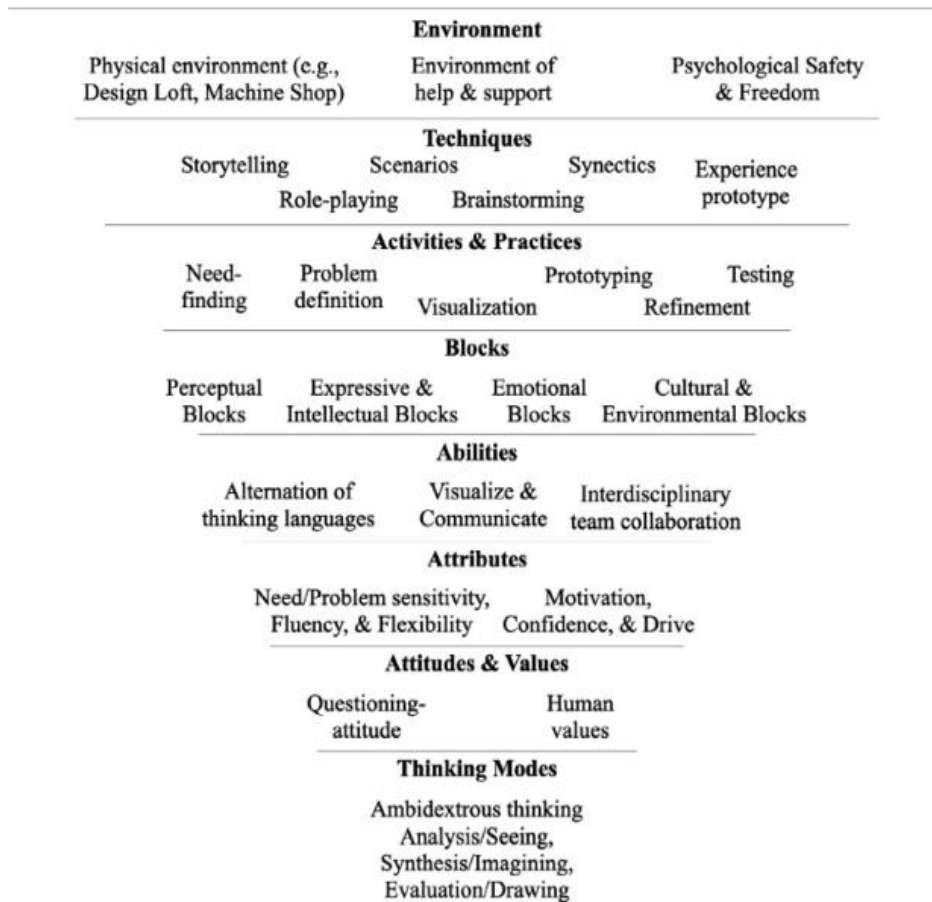 Environment
Physical environment (e.g., Design Loft, Machine Shop)
Environment of help & support
Psychological Safety & Freedom
Techniques
Storytelling
Scenarios
Synectics
Experience prototype
Role-playing
Brainstorming
Activities & Practices
Need-finding
Problem definition
Visualization
Prototyping
Refinement
Testing
Blocks
Perceptual Blocks
Expressive & Intellectual Blocks
Emotional Blocks
Cultural & Environmental Blocks
Abilities
Alternation of thinking languages
Visualize & Communicate
Interdisciplinary team collaboration
Attributes
Need/Problem sensitivity, Fluency, & Flexibility
Motivation, Confidence, & Drive
Attitudes & Values
Questioning-attitude
Human values
Thinking Modes
Ambidextrous thinking
Analysis/Seeing,
Synthesis/Imagining,
Evaluation/Drawing